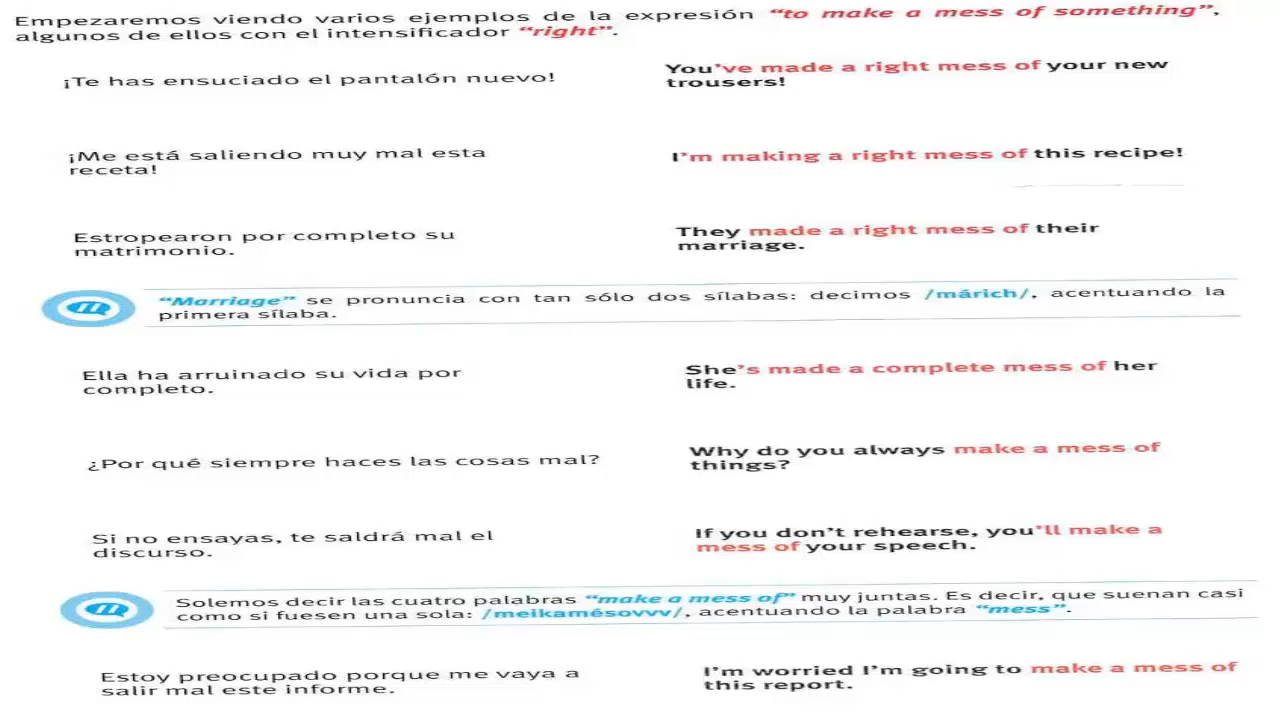 Empezaremos viendo varios ejemplos de la expresión “to make a mess of something”,
algunos de ellos con el intensificador “right”.
¡Te has ensuciado el pantalón nuevo!
You’ve made a right mess of your new
trousers!
¡Me está saliendo muy mal esta
receta!
I’m making a right mess of this recipe!
Estropearon por completo su
matrimonio.
They made a right mess of their
marriage.
“Marriage” se pronuncia con tan sólo dos sílabas: decimos /márich/, acentuando la
primera sílaba.
Ella ha arruinado su vida por
completo.
She’s made a complete mess of her
life.
¿Por qué siempre haces las cosas mal?
Why do you always make a mess of
things?
Si no ensayas, te saldrá mal el
discurso.
If you don’t rehearse, you’ll make a
mess of your speech.
Solemos decir las cuatro palabras “make a mess of” muy juntas. Es decir, que suenan casi
como si fuesen una sola: /meikamésovvv/, acentuando la palabra “mess”.
Estoy preocupado porque me vaya a
salir mal este informe.
I’m worried I’m going to make a mess of
this report.